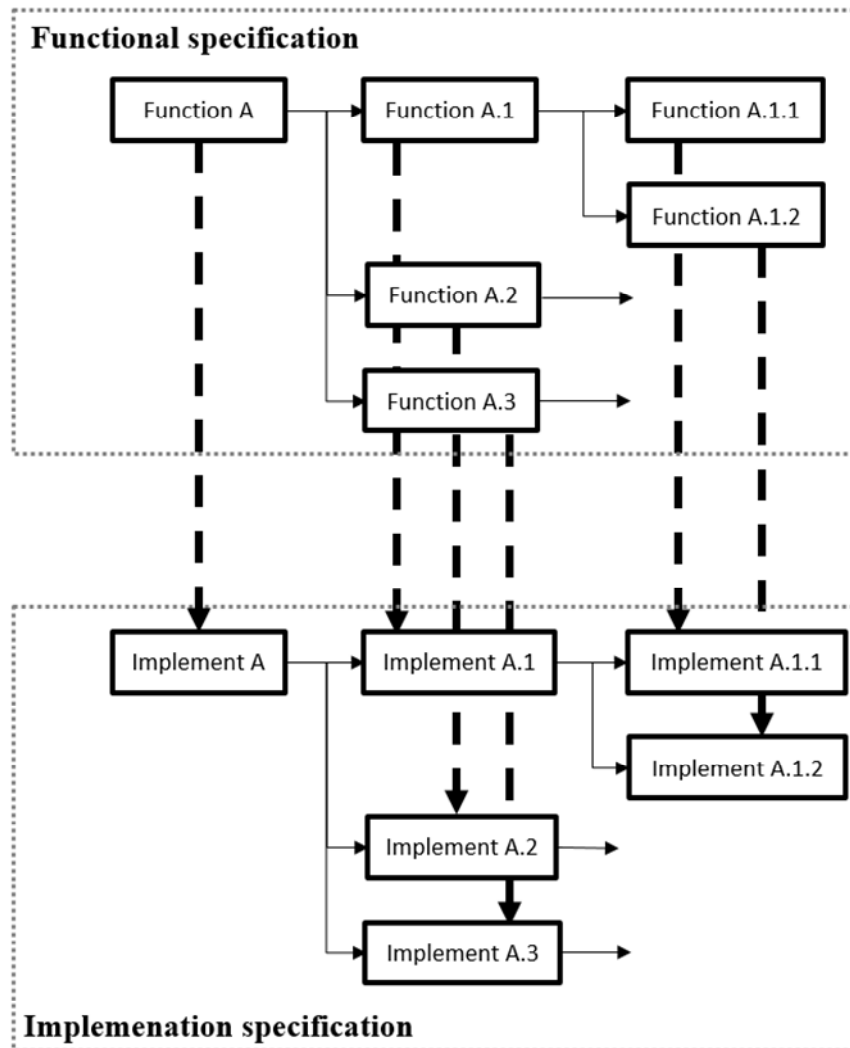 Functional specification
Function A
Function A.1
Function A.1.1
Function A.1.2
Function A.2
Function A.3
Implement A
Implement A.1
Implement A.1.1
Implement A.1.2
Implement A.2
Implement A.3
Implemenation specification